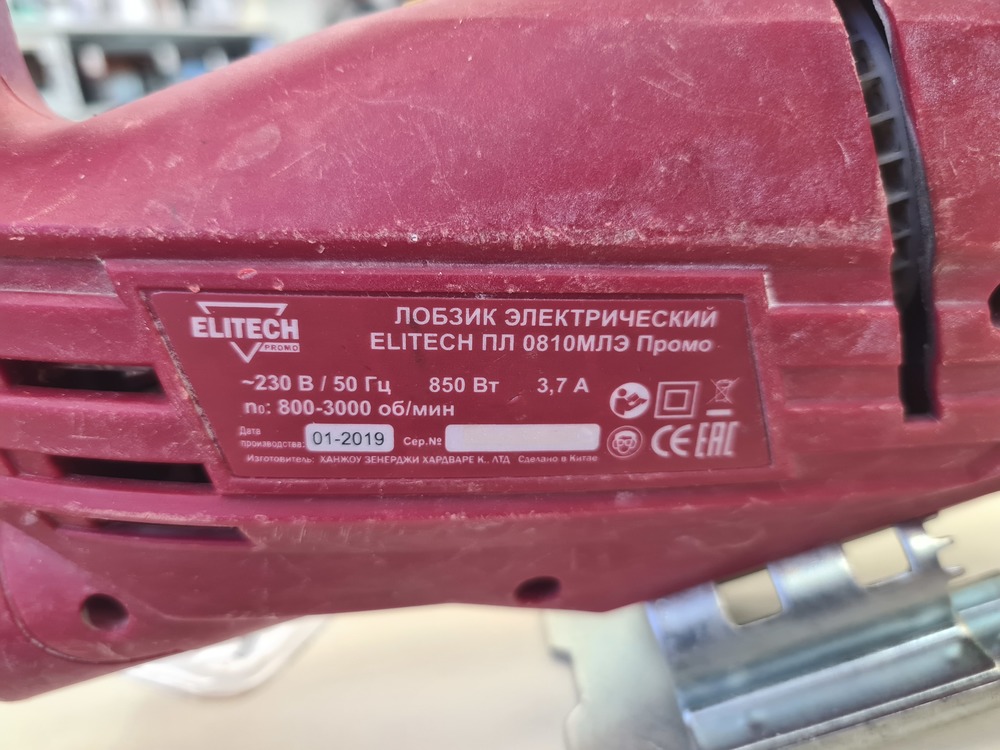 ELITECH
PROMO
ЛОБЗИК ЭЛЕКТРИЧЕСКИЙ
ELITECH ПЛ 0810МЛЭ Промо
~230 В / 50 Гц 850 Вт 3,7 А
n₀: 800-3000 об/мин
Дата
производства: 01-2019 Сер.№
CE EAC
Изготовитель: ХАНЖОУ ЗЕНЕРДЖИ ХАРДВАРЕ К., ЛТД Сделано в Китае